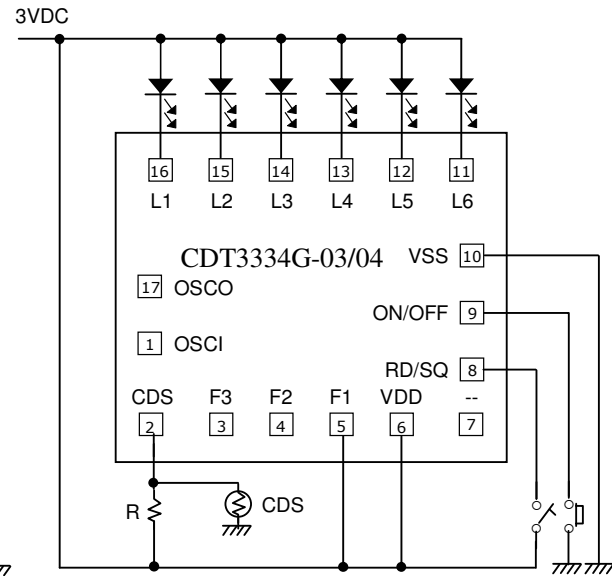 3VDC
16 15 14 13 12 11
L1 L2 L3 L4 L5 L6
CDT3334G-03/04
VSS 10
17 OSCO
ON/OFF 9
1 OSCI
RD/SQ 8
CDS F3 F2 F1 VDD --
2 3 4 5 6 7
R CDS